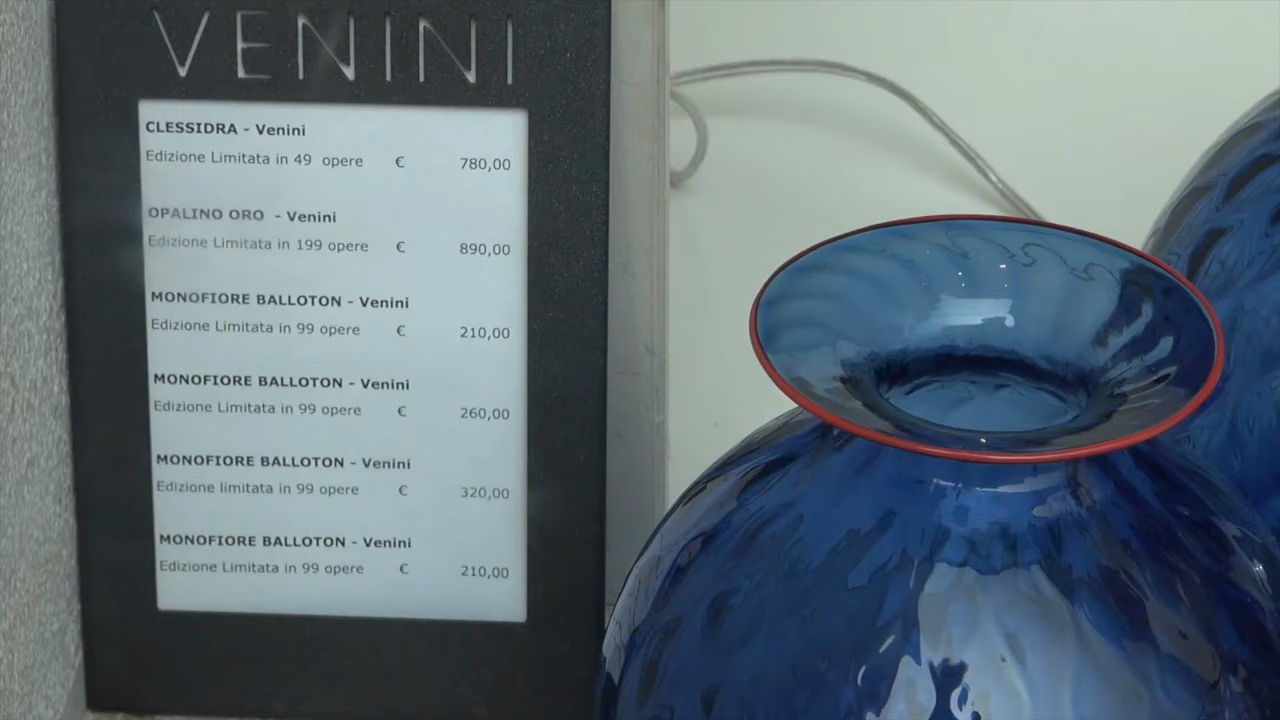 VENINI
CLESSIDRA - Venini
Edizione Limitata in 49 opere € 780,00
OPALINO ORO - Venini
Edizione Limitata in 199 opere € 890,00
MONOFIORE BALLOTON - Venini
Edizione Limitata in 99 opere € 210,00
MONOFIORE BALLOTON - Venini
Edizione Limitata in 99 opere € 260,00
MONOFIORE BALLOTON - Venini
Edizione limitata in 99 opere € 320,00
MONOFIORE BALLOTON - Venini
Edizione Limitata in 99 opere € 210,00